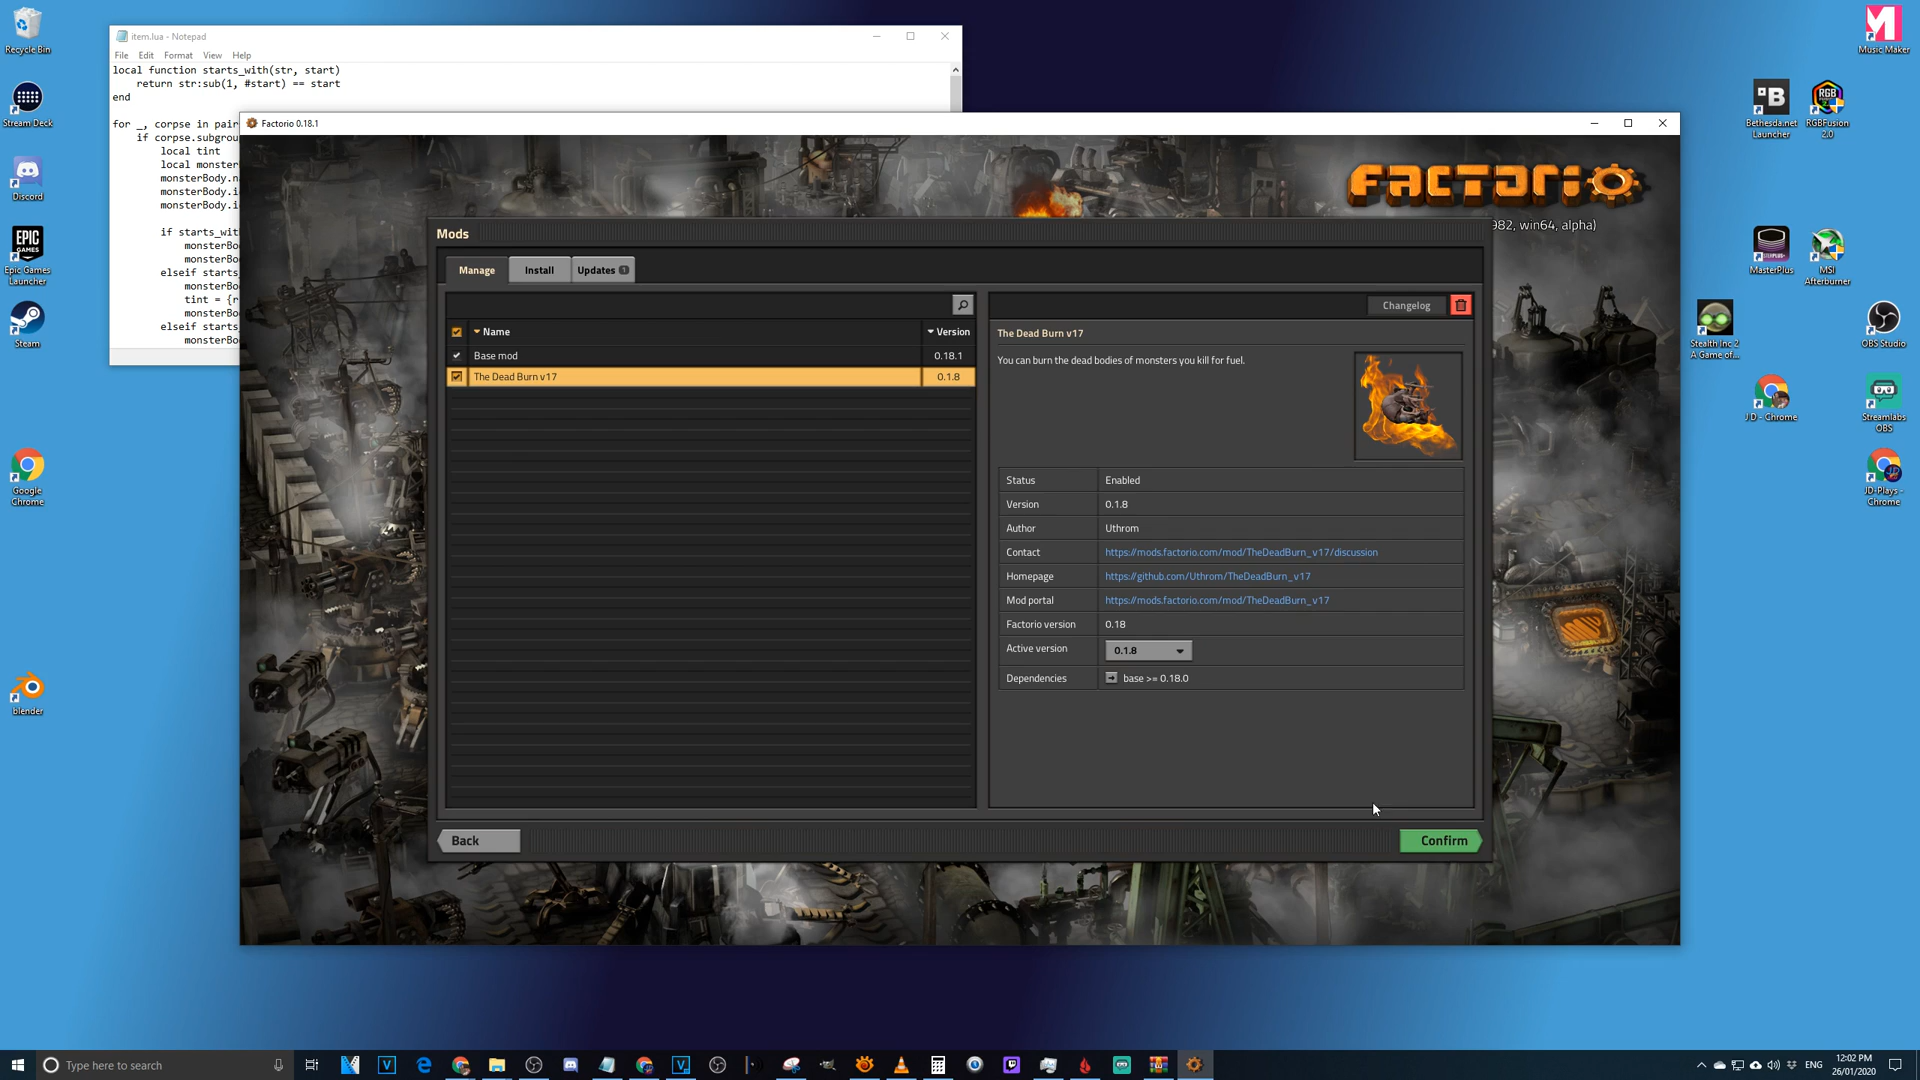 Recycle Bin
Stream Deck
Discord
Epic Games
Launcher
Steam
Google
Chrome
blender
item.lua - Notepad
File Edit Format View Help
local function starts_with(str, start)
return str:sub(1, #start) == start
end
for _, corpse in pair
if corpse.subgrou
local tint
local monster
monsterBody.na
monsterBody.i
monsterBody.i
if starts_wit
monsterBo
monsterBo
elseif starts
monsterBo
tint = {r
elseif starts
monsterBo
Factorio 0.18.1
FACTORIO
982, win64, alpha)
Mods
Manage Install Updates 1
Name Version
Base mod 0.18.1
The Dead Burn v17 0.1.8
Changelog
The Dead Burn v17
You can burn the dead bodies of monsters you kill for fuel.
Status Enabled
Version 0.1.8
Author Uthrom
Contact https://mods.factorio.com/mod/TheDeadBurn_v17/discussion
Homepage https://github.com/Uthrom/TheDeadBurn_v17
Mod portal https://mods.factorio.com/mod/TheDeadBurn_v17
Factorio version 0.18
Active version 0.1.8
Dependencies base >= 0.18.0
Back Confirm
Music Maker
Bethesda.net
Launcher
RGBFusion
2.0
MasterPlus
MSI
Afterburner
Stealth Inc 2
A Game of...
OBS Studio
JD - Chrome
Streamlabs
OBS
JD-Plays -
Chrome
Type here to search
ENG
12:02 PM
26/01/2020